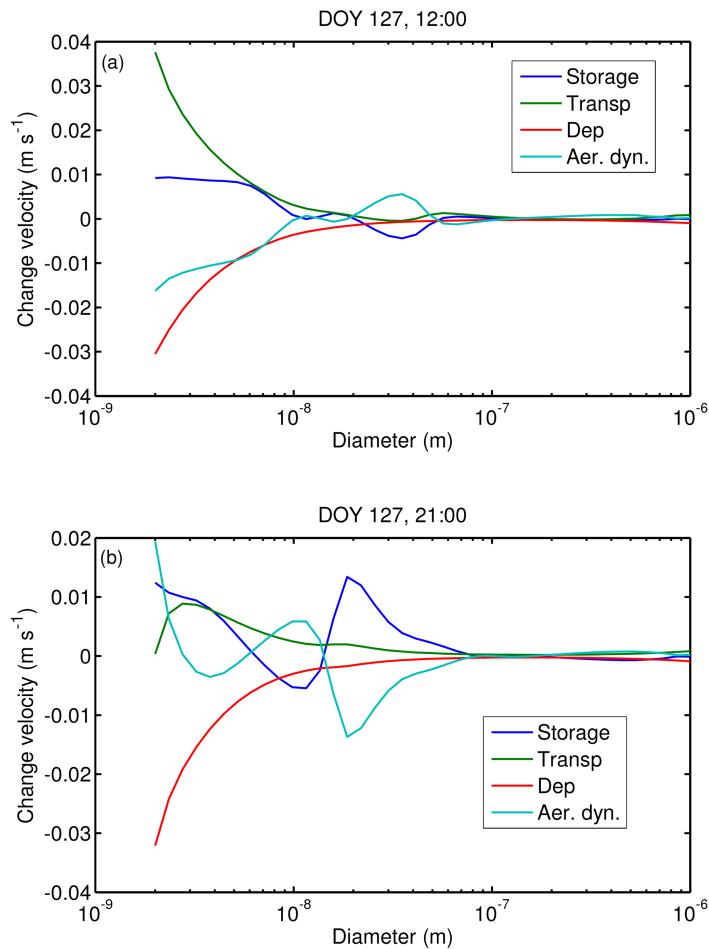 DOY 127, 12:00
(a)
Change velocity (m s⁻¹)
0.04
0.03
0.02
0.01
0
-0.01
-0.02
-0.03
-0.04
Storage
Transp
Dep
Aer. dyn.
10⁻⁹ 10⁻⁸ 10⁻⁷ 10⁻⁶
Diameter (m)
DOY 127, 21:00
(b)
Change velocity (m s⁻¹)
0.02
0.01
0
-0.01
-0.02
-0.03
-0.04
Storage
Transp
Dep
Aer. dyn.
10⁻⁹ 10⁻⁸ 10⁻⁷ 10⁻⁶
Diameter (m)